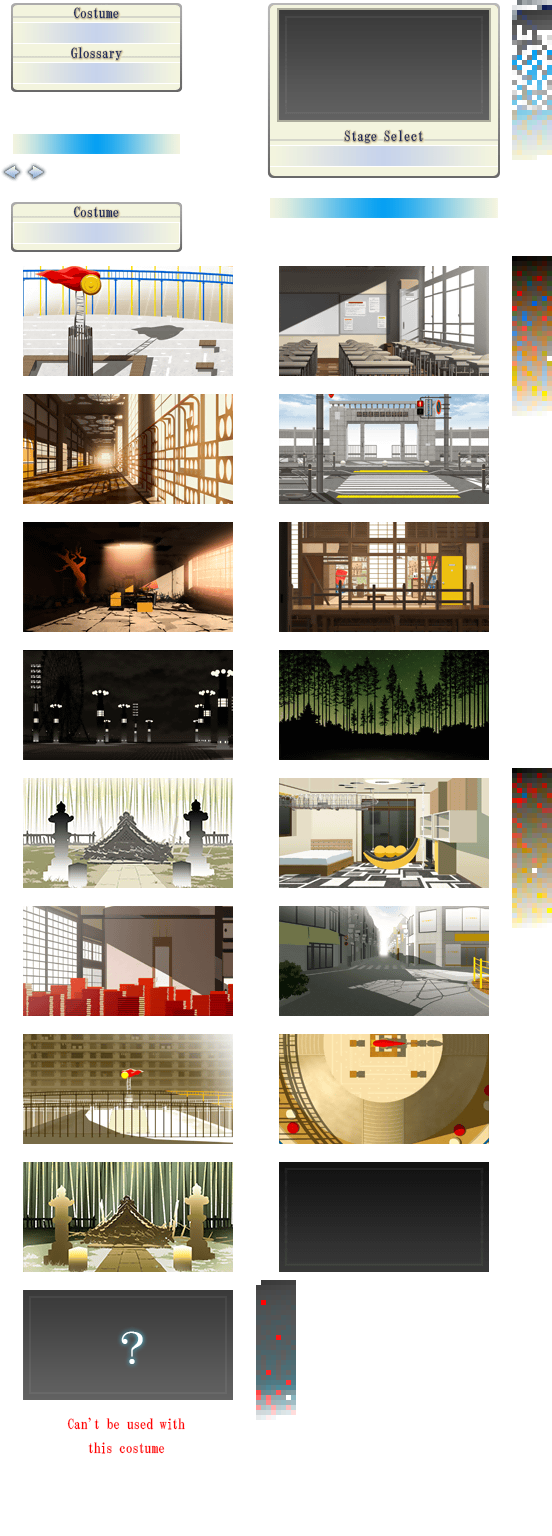 Costume
Glossary
Stage Select
Costume
?
Can't be used with
this costume